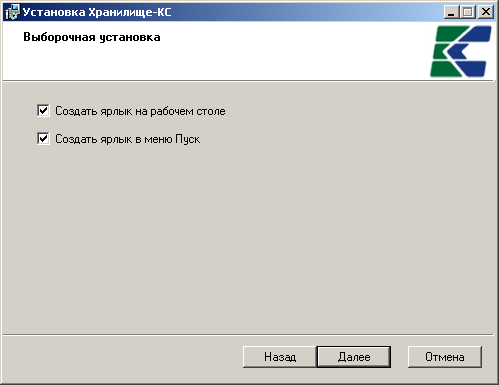 Установка Хранилище-КС
Выборочная установка
Создать ярлык на рабочем столе
Создать ярлык в меню Пуск
Назад
Далее
Отмена